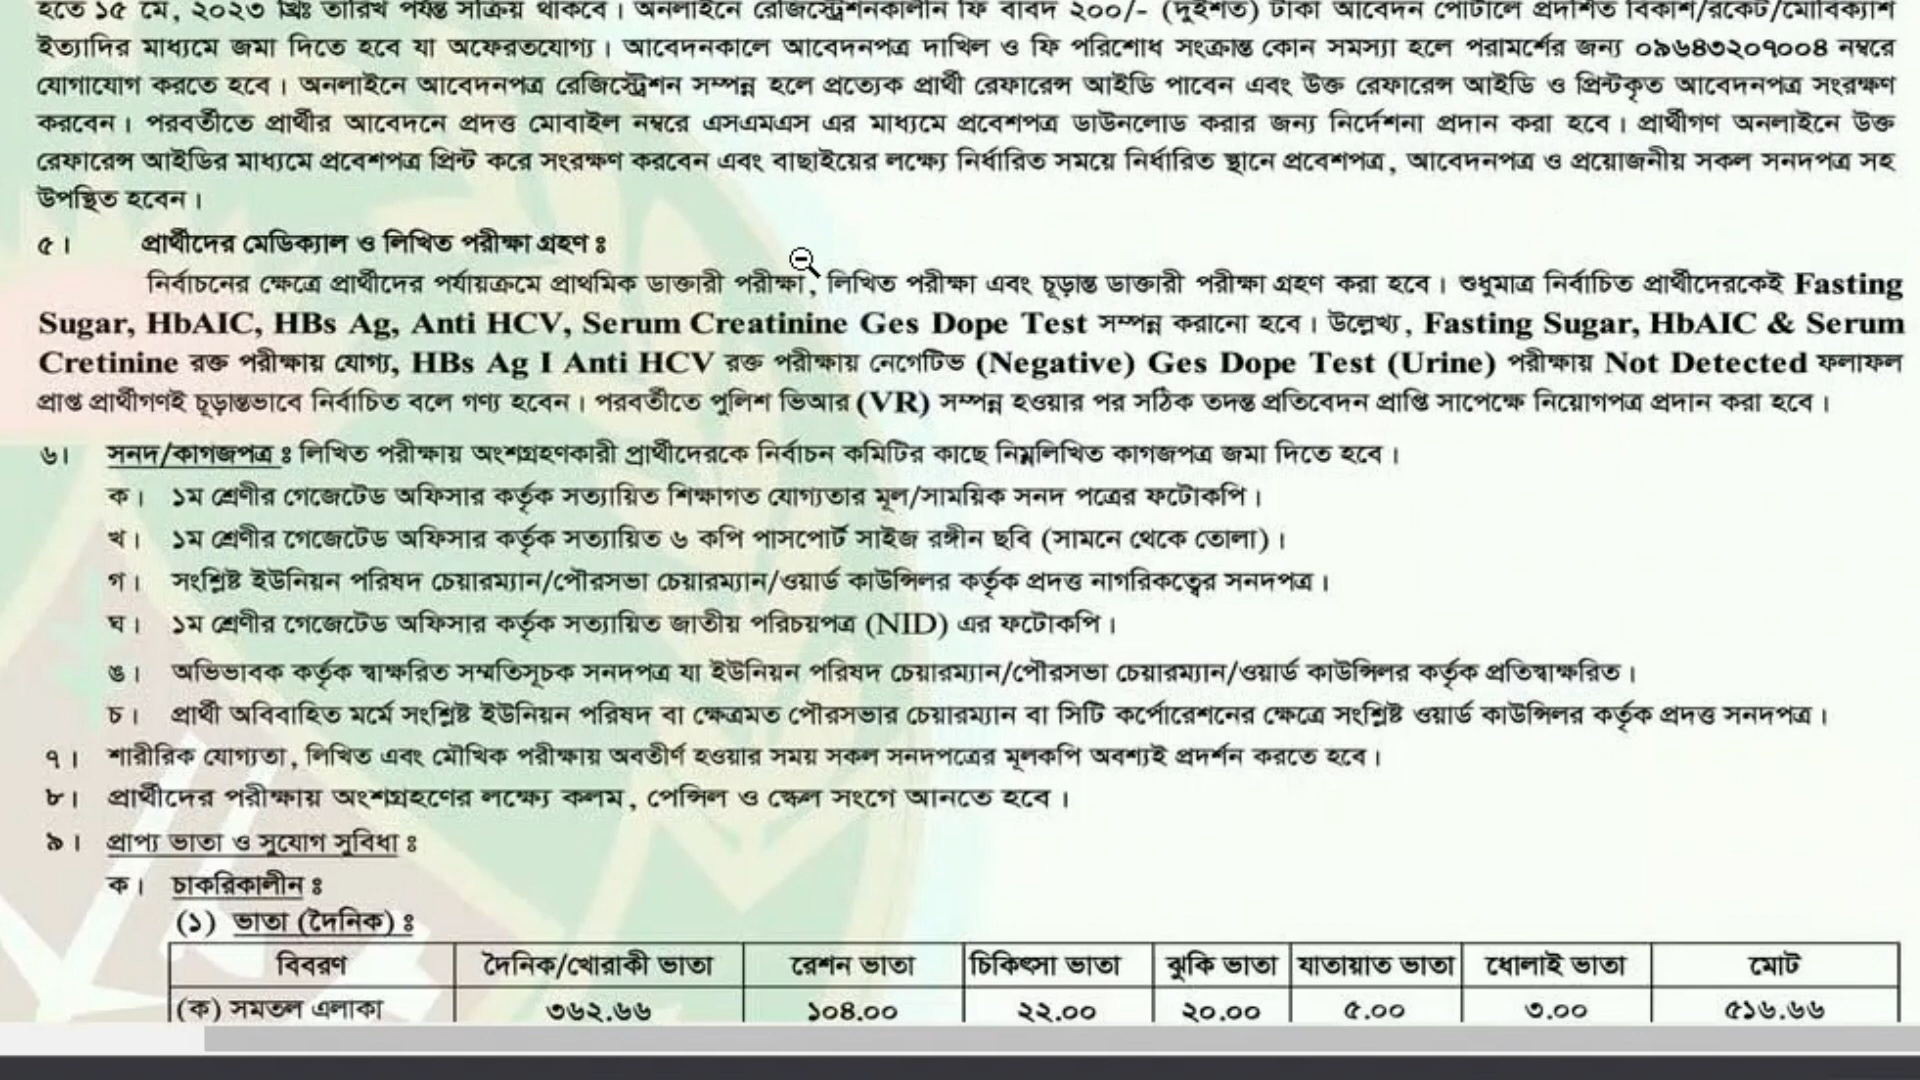 হতে ১৫ মে, ২০২৩ খ্রিঃ তারিখ পর্যন্ত সক্রিয় থাকবে। অনলাইনে রেজিস্ট্রেশনকালীন ফি বাবদ ২০০/- (দুইশত) টাকা আবেদন পোর্টালে প্রদর্শিত বিকাশ/রকেট/মোবিক্যাশ
ইত্যাদির মাধ্যমে জমা দিতে হবে যা অফেরতযোগ্য। আবেদনকালে আবেদনপত্র দাখিল ও ফি পরিশোধ সংক্রান্ত কোন সমস্যা হলে পরামর্শের জন্য ০৯৬৪৩২০৭০০৪ নম্বরে
যোগাযোগ করতে হবে। অনলাইনে আবেদনপত্র রেজিস্ট্রেশন সম্পন্ন হলে প্রত্যেক প্রার্থী রেফারেন্স আইডি পাবেন এবং উক্ত রেফারেন্স আইডি ও প্রিন্টকৃত আবেদনপত্র সংরক্ষণ
করবেন। পরবর্তীতে প্রার্থীর আবেদনে প্রদত্ত মোবাইল নম্বরে এসএমএস এর মাধ্যমে প্রবেশপত্র ডাউনলোড করার জন্য নির্দেশনা প্রদান করা হবে। প্রার্থীগণ অনলাইনে উক্ত
রেফারেন্স আইডির মাধ্যমে প্রবেশপত্র প্রিন্ট করে সংরক্ষণ করবেন এবং বাছাইয়ের লক্ষ্যে নির্ধারিত সময়ে নির্ধারিত স্থানে প্রবেশপত্র, আবেদনপত্র ও প্রয়োজনীয় সকল সনদপত্র সহ
উপস্থিত হবেন।
৫। প্রার্থীদের মেডিক্যাল ও লিখিত পরীক্ষা গ্রহণ ঃ
নির্বাচনের ক্ষেত্রে প্রার্থীদের পর্যায়ক্রমে প্রাথমিক ডাক্তারী পরীক্ষা, লিখিত পরীক্ষা এবং চূড়ান্ত ডাক্তারী পরীক্ষা গ্রহণ করা হবে। শুধুমাত্র নির্বাচিত প্রার্থীদেরকেই Fasting
Sugar, HbAIC, HBs Ag, Anti HCV, Serum Creatinine Ges Dope Test সম্পন্ন করানো হবে। উল্লেখ্য, Fasting Sugar, HbAIC & Serum
Cretinine রক্ত পরীক্ষায় যোগ্য, HBs Ag I Anti HCV রক্ত পরীক্ষায় নেগেটিভ (Negative) Ges Dope Test (Urine) পরীক্ষায় Not Detected ফলাফল
প্রাপ্ত প্রার্থীগণই চূড়ান্তভাবে নির্বাচিত বলে গণ্য হবেন। পরবর্তীতে পুলিশ ভিআর (VR) সম্পন্ন হওয়ার পর সঠিক তদন্ত প্রতিবেদন প্রাপ্তি সাপেক্ষে নিয়োগপত্র প্রদান করা হবে।
৬। সনদ/কাগজপত্র ঃ লিখিত পরীক্ষায় অংশগ্রহণকারী প্রার্থীদেরকে নির্বাচন কমিটির কাছে নিম্নলিখিত কাগজপত্র জমা দিতে হবে।
ক। ১ম শ্রেণীর গেজেটেড অফিসার কর্তৃক সত্যায়িত শিক্ষাগত যোগ্যতার মূল/সাময়িক সনদ পত্রের ফটোকপি।
খ। ১ম শ্রেণীর গেজেটেড অফিসার কর্তৃক সত্যায়িত ৬ কপি পাসপোর্ট সাইজ রঙ্গীন ছবি (সামনে থেকে তোলা)।
গ। সংশ্লিষ্ট ইউনিয়ন পরিষদ চেয়ারম্যান/পৌরসভা চেয়ারম্যান/ওয়ার্ড কাউন্সিলর কর্তৃক প্রদত্ত নাগরিকত্বের সনদপত্র।
ঘ। ১ম শ্রেণীর গেজেটেড অফিসার কর্তৃক সত্যায়িত জাতীয় পরিচয়পত্র (NID) এর ফটোকপি।
ঙ। অভিভাবক কর্তৃক স্বাক্ষরিত সম্মতিসূচক সনদপত্র যা ইউনিয়ন পরিষদ চেয়ারম্যান/পৌরসভা চেয়ারম্যান/ওয়ার্ড কাউন্সিলর কর্তৃক প্রতিস্বাক্ষরিত।
চ। প্রার্থী অবিবাহিত মর্মে সংশ্লিষ্ট ইউনিয়ন পরিষদ বা ক্ষেত্রমত পৌরসভার চেয়ারম্যান বা সিটি কর্পোরেশনের ক্ষেত্রে সংশ্লিষ্ট ওয়ার্ড কাউন্সিলর কর্তৃক প্রদত্ত সনদপত্র।
৭। শারীরিক যোগ্যতা, লিখিত এবং মৌখিক পরীক্ষায় অবতীর্ণ হওয়ার সময় সকল সনদপত্রের মূলকপি অবশ্যই প্রদর্শন করতে হবে।
৮। প্রার্থীদের পরীক্ষায় অংশগ্রহণের লক্ষ্যে কলম, পেন্সিল ও স্কেল সংগে আনতে হবে।
৯। প্রাপ্য ভাতা ও সুযোগ সুবিধা ঃ
ক। চাকরিকালীন ঃ
(১) ভাতা (দৈনিক) ঃ
বিবরণ দৈনিক/খোরাকী ভাতা রেশন ভাতা চিকিৎসা ভাতা ঝুকি ভাতা যাতায়াত ভাতা ধোলাই ভাতা মোট
(ক) সমতল এলাকা ৩৬২.৬৬ ১০৪.০০ ২২.০০ ২০.০০ ৫.০০ ৩.০০ ৫১৬.৬৬